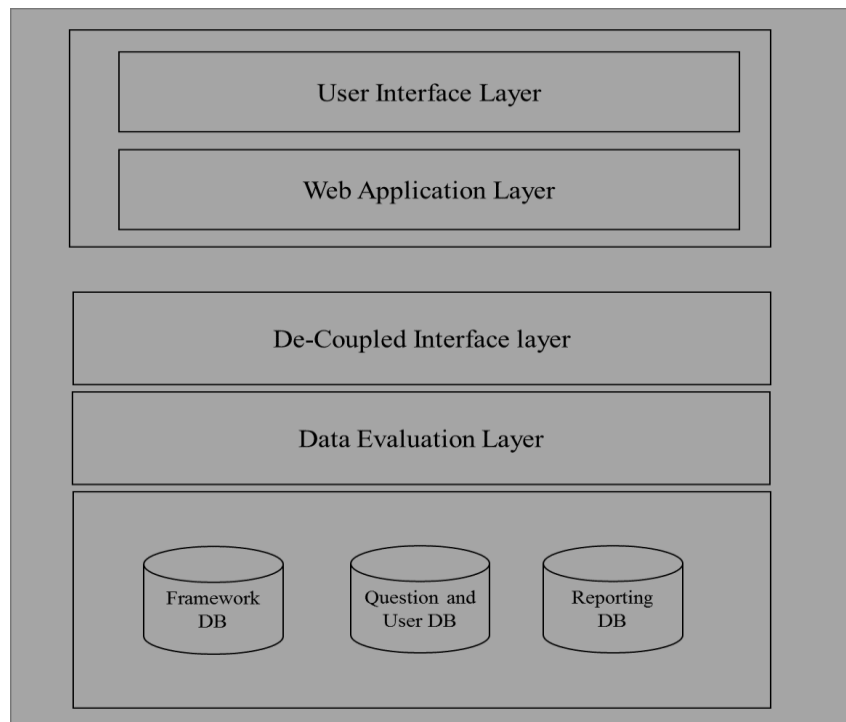 User Interface Layer
Web Application Layer
De-Coupled Interface layer
Data Evaluation Layer
Framework
DB
Question and
User DB
Reporting
DB